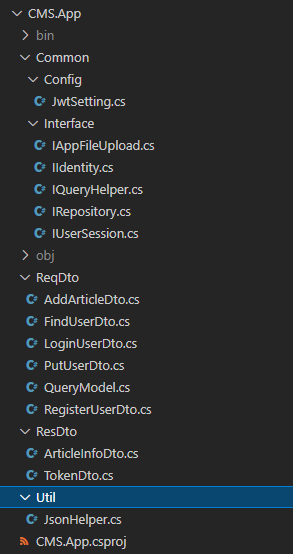 CMS.App
bin
Common
Config
JwtSetting.cs
Interface
IAppFileUpload.cs
IIdentity.cs
IQueryHelper.cs
IRepository.cs
IUserSession.cs
obj
ReqDto
AddArticleDto.cs
FindUserDto.cs
LoginUserDto.cs
PutUserDto.cs
QueryModel.cs
RegisterUserDto.cs
ResDto
ArticleInfoDto.cs
TokenDto.cs
Util
JsonHelper.cs
CMS.App.csproj